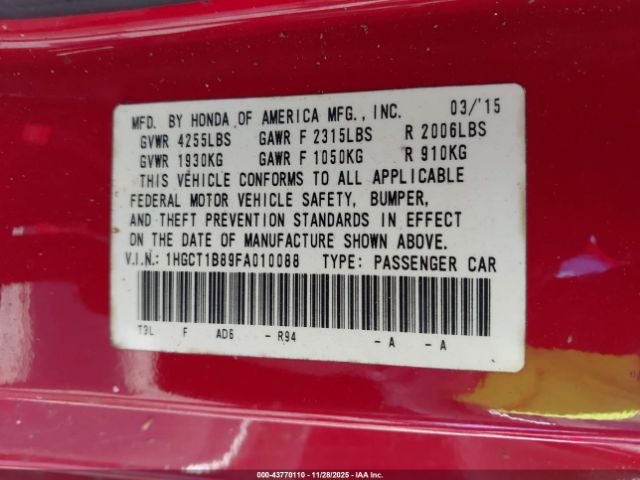 MFD. BY HONDA OF AMERICA MFG., INC. 03/'15
GVWR 4255LBS GAWR F 2315LBS R 2006LBS
GVWR 1930KG GAWR F 1050KG R 910KG
THIS VEHICLE CONFORMS TO ALL APPLICABLE
FEDERAL MOTOR VEHICLE SAFETY, BUMPER,
AND THEFT PREVENTION STANDARDS IN EFFECT
ON THE DATE OF MANUFACTURE SHOWN ABOVE.
V.I.N.: 1HGCT1B89FA010088 TYPE: PASSENGER CAR
T3L F AD6 - R94 - A - A
000-43770110 | 11/28/2025 | IAA Inc.